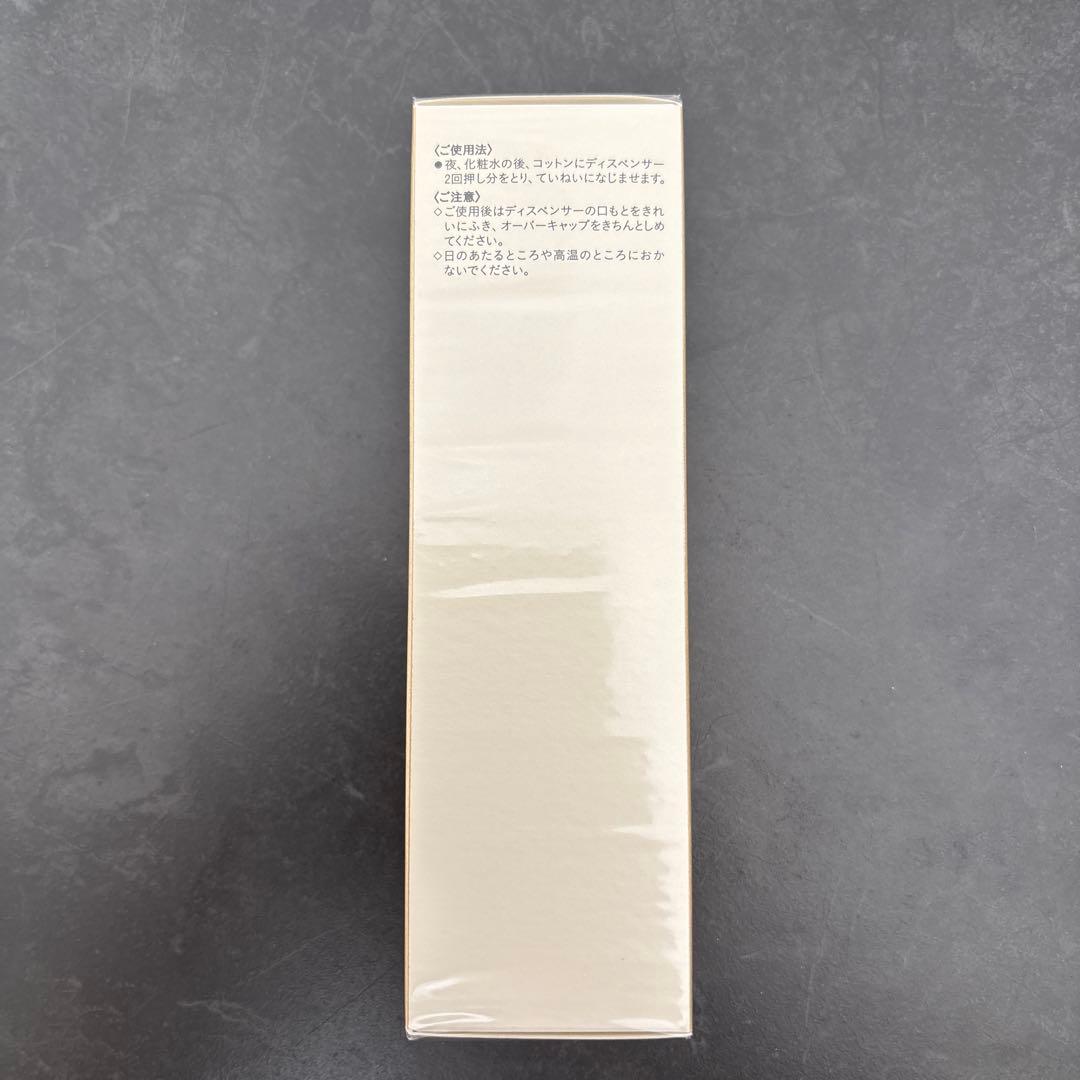 〈ご使用法〉
●夜、化粧水の後、コットンにディスペンサー
2回押し分をとり、ていねいになじませます。
〈ご注意〉
◇ご使用後はディスペンサーの口もとをきれ
いにふき、オーバーキャップをきちんとしめ
てください。
◇日のあたるところや高温のところにおか
ないでください。